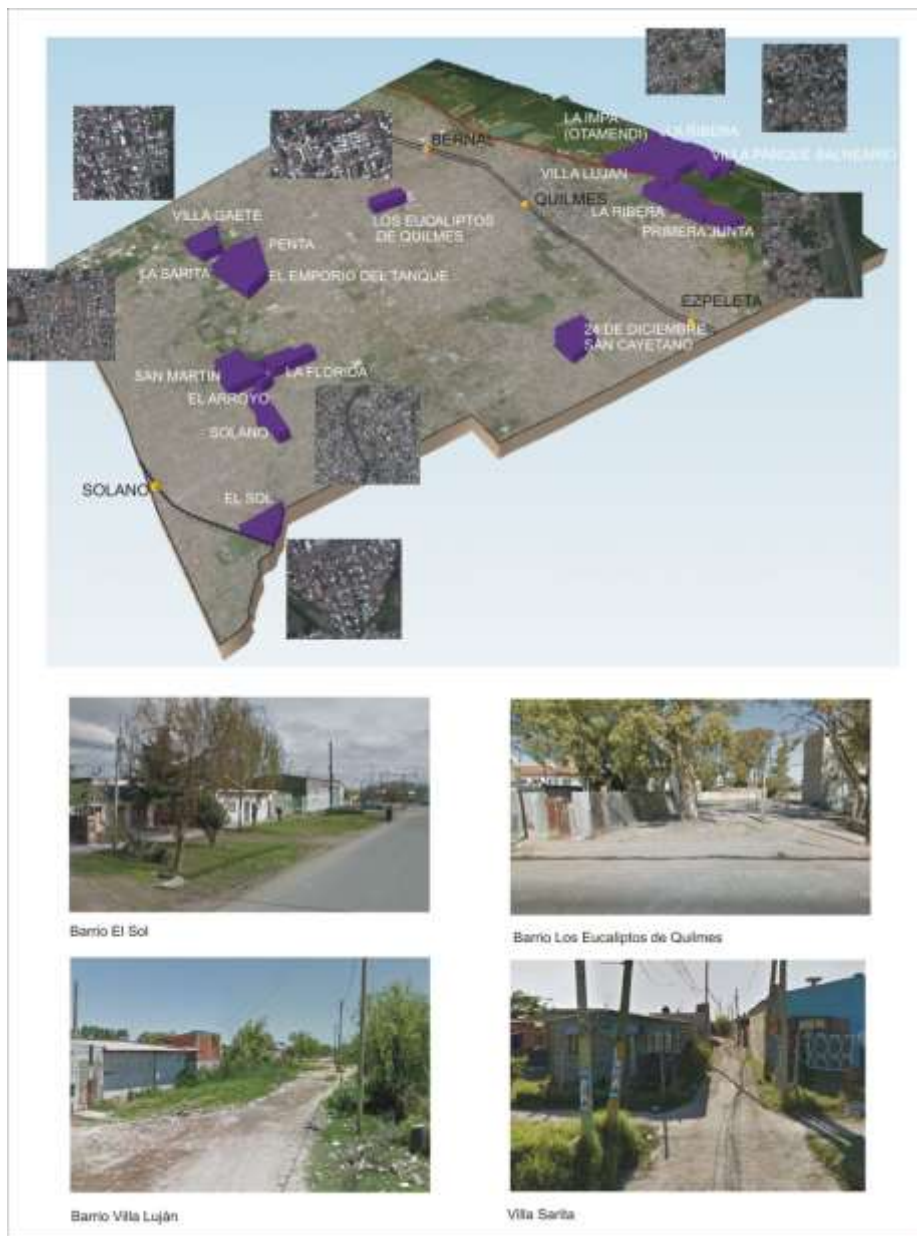 LA IMPA
(OTAMENDI)
LA RIBERA
BERNAL
VILLA PARQUE BALNEARIO
VILLA LUJAN
QUILMES
VILLA GAETE
LOS EUCALIPTOS
DE QUILMES
LA RIBERA
PRIMERA JUNTA
PENTA
LA SARITA
EL EMPORIO DEL TANQUE
EZPELETA
24 DE DICIEMBRE
SAN CAYETANO
SAN MARTIN
LA FLORIDA
EL ARROYO
SOLANO
SOLANO
EL SOL
Barrio El Sol
Barrio Los Eucaliptos de Quilmes
Barrio Villa Luján
Villa Sarita